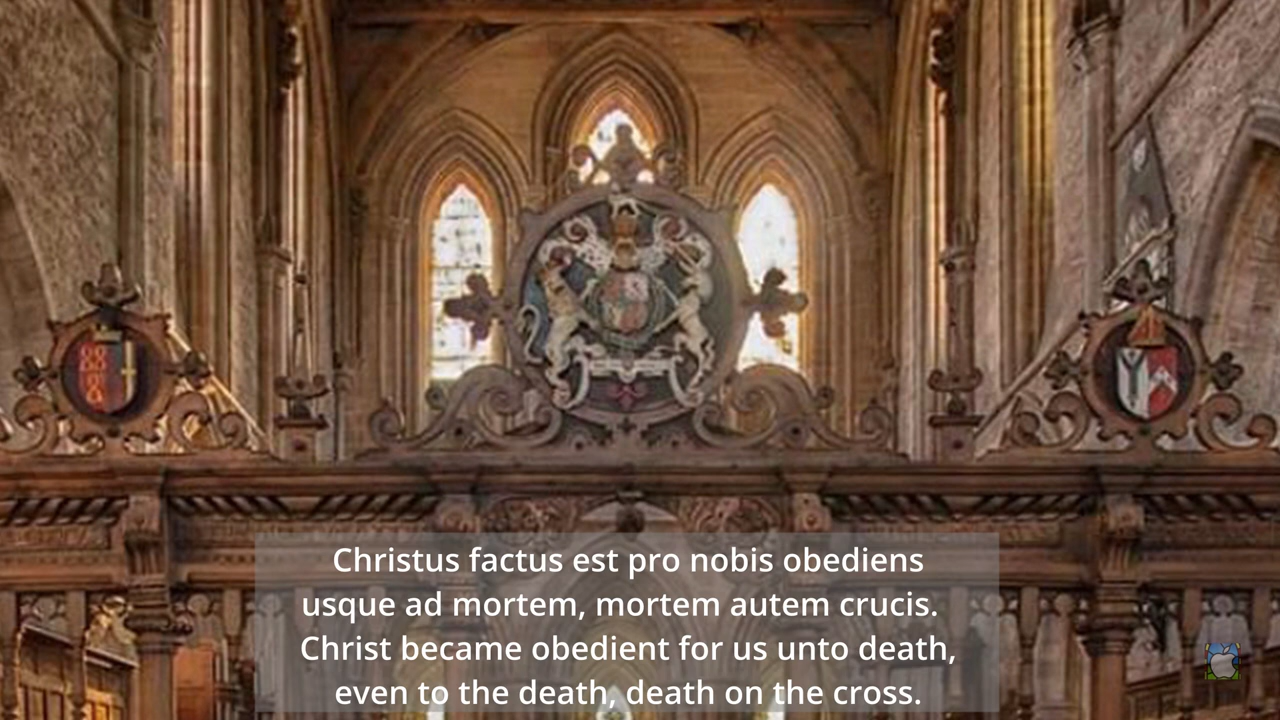 Christus factus est pro nobis obediens
usque ad mortem, mortem autem crucis.
Christ became obedient for us unto death,
even to the death, death on the cross.